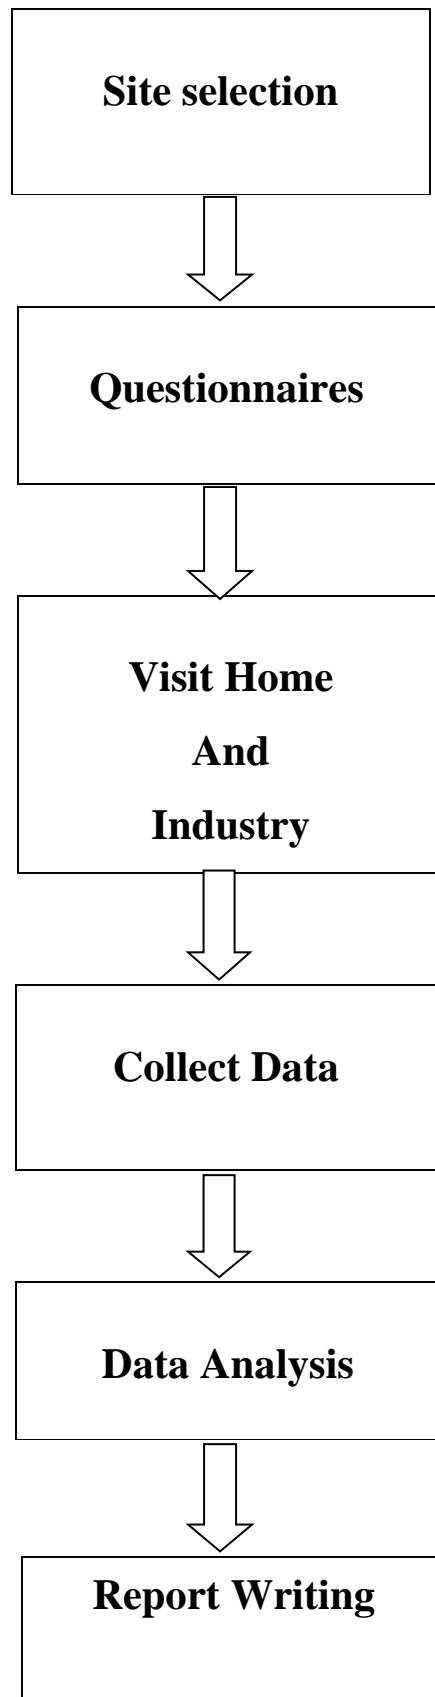 Site selection
Questionnaires
Visit Home
And
Industry
Collect Data
Data Analysis
Report Writing